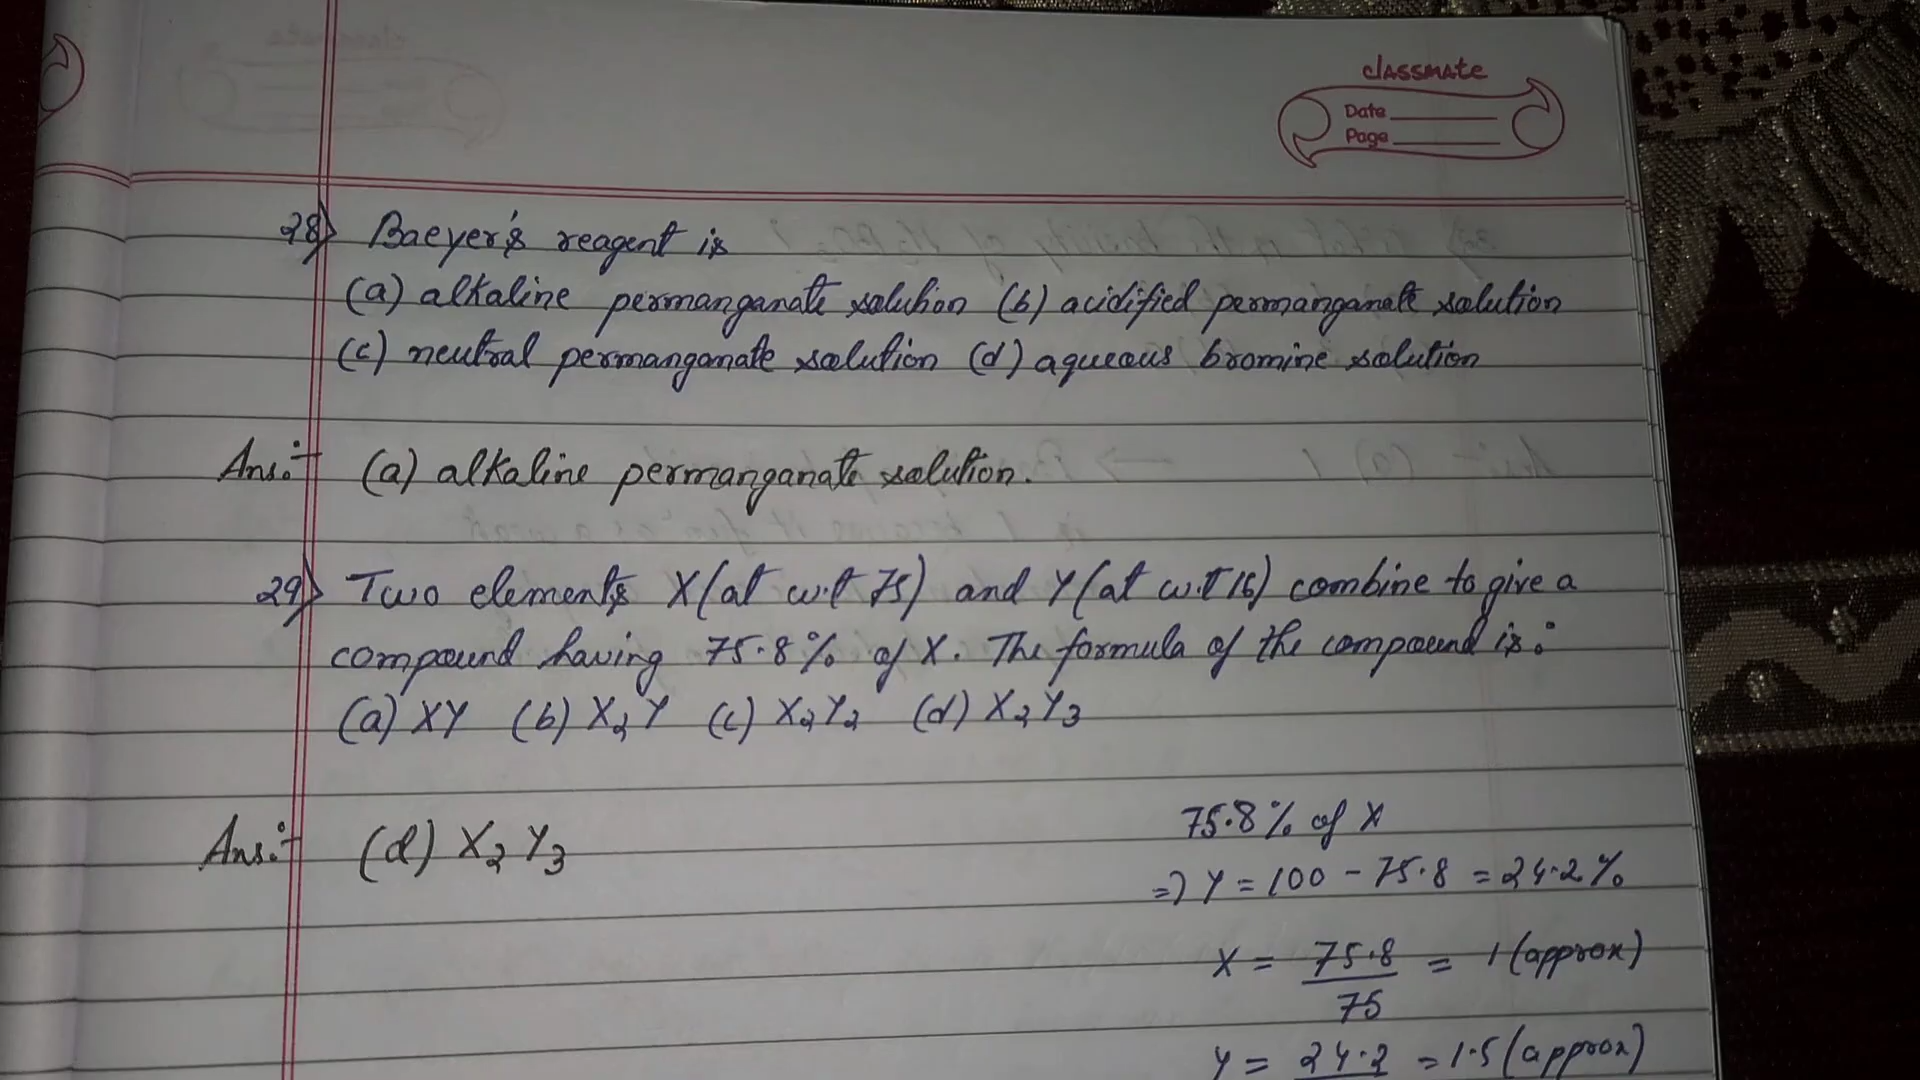 classmate
Date
Page
28) Baeyer's reagent is
(a) alkaline permanganate solution (b) acidified permanganate solution
(c) neutral permanganate solution (d) aqueous bromine solution
Ans:- (a) alkaline permanganate solution.
29) Two elements X(at w.t 75) and Y(at w.t 16) combine to give a
compound having 75.8% of X. The formula of the compound is:
(a) XY (b) X₂Y (c) X₂Y₂ (d) X₂Y₃
Ans:- (d) X₂Y₃
75.8% of X
=> Y = 100 - 75.8 = 24.2%
X = 75.8/75 = 1 (approx)
Y = 24.2 = 1.5 (approx)